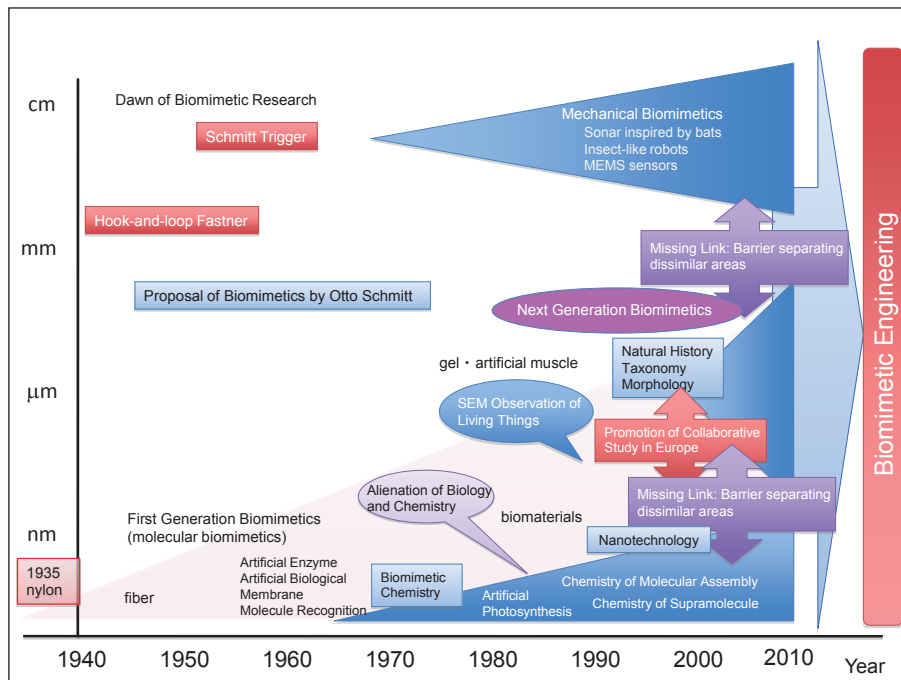 cm
Dawn of Biomimetic Research
Schmitt Trigger
Mechanical Biomimetics
Sonar inspired by bats
Insect-like robots
MEMS sensors
Hook-and-loop Fastner
mm
Missing Link: Barrier separating
dissimilar areas
Proposal of Biomimetics by Otto Schmitt
Next Generation Biomimetics
gel・artificial muscle
Natural History
Taxonomy
Morphology
μm
SEM Observation of
Living Things
Promotion of Collaborative
Study in Europe
Alienation of Biology
and Chemistry
biomaterials
Missing Link: Barrier separating
dissimilar areas
First Generation Biomimetics
(molecular biomimetics)
nm
Nanotechnology
1935
nylon
fiber
Artificial Enzyme
Artificial Biological
Membrane
Molecule Recognition
Biomimetic
Chemistry
Artificial
Photosynthesis
Chemistry of Molecular Assembly
Chemistry of Supramolecule
Biomimetic Engineering
1940 1950 1960 1970 1980 1990 2000 2010 Year